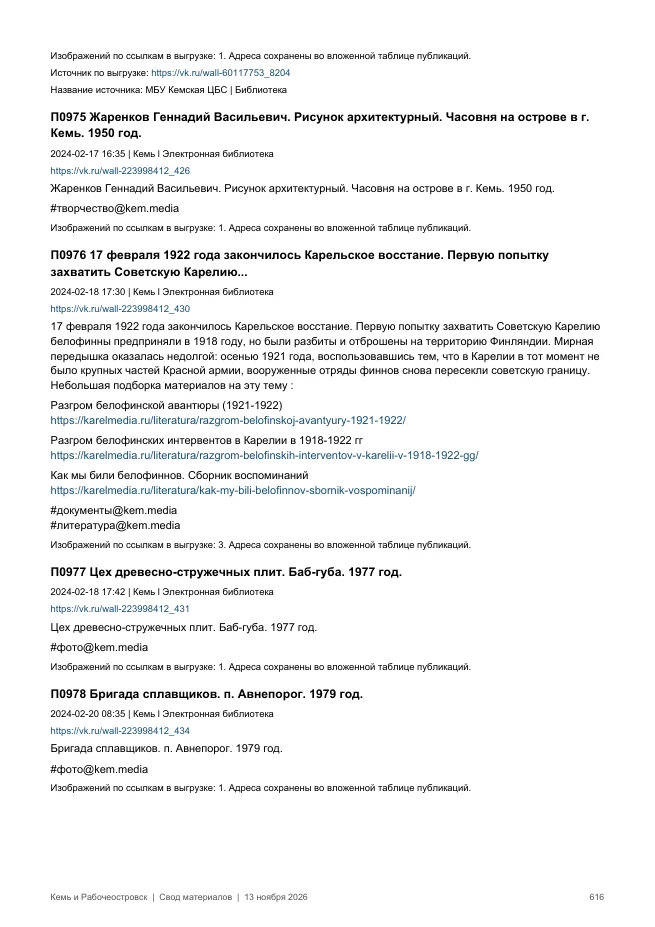 Изображений по ссылкам в выгрузке: 1. Адреса сохранены во вложенной таблице публикаций.
Источник по выгрузке: https://vk.ru/wall-60117753_8204
Название источника: МБУ Кемская ЦБС | Библиотека
П0975 Жаренков Геннадий Васильевич. Рисунок архитектурный. Часовня на острове в г.
Кемь. 1950 год.
2024-02-17 16:35 | Кемь I Электронная библиотека
https://vk.ru/wall-223998412_426
Жаренков Геннадий Васильевич. Рисунок архитектурный. Часовня на острове в г. Кемь. 1950 год.
#творчество@kem.media
Изображений по ссылкам в выгрузке: 1. Адреса сохранены во вложенной таблице публикаций.
П0976 17 февраля 1922 года закончилось Карельское восстание. Первую попытку
захватить Советскую Карелию...
2024-02-18 17:30 | Кемь I Электронная библиотека
https://vk.ru/wall-223998412_430
17 февраля 1922 года закончилось Карельское восстание. Первую попытку захватить Советскую Карелию
белофинны предприняли в 1918 году, но были разбиты и отброшены на территорию Финляндии. Мирная
передышка оказалась недолгой: осенью 1921 года, воспользовавшись тем, что в Карелии в тот момент не
было крупных частей Красной армии, вооруженные отряды финнов снова пересекли советскую границу.
Небольшая подборка материалов на эту тему :
Разгром белофинской авантюры (1921-1922)
https://karelmedia.ru/literatura/razgrom-belofinskoj-avantyury-1921-1922/
Разгром белофинских интервентов в Карелии в 1918-1922 гг
https://karelmedia.ru/literatura/razgrom-belofinskih-interventov-v-karelii-v-1918-1922-gg/
Как мы били белофиннов. Сборник воспоминаний
https://karelmedia.ru/literatura/kak-my-bili-belofinnov-sbornik-vospominanij/
#документы@kem.media
#литература@kem.media
Изображений по ссылкам в выгрузке: 3. Адреса сохранены во вложенной таблице публикаций.
П0977 Цех древесно-стружечных плит. Баб-губа. 1977 год.
2024-02-18 17:42 | Кемь I Электронная библиотека
https://vk.ru/wall-223998412_431
Цех древесно-стружечных плит. Баб-губа. 1977 год.
#фото@kem.media
Изображений по ссылкам в выгрузке: 1. Адреса сохранены во вложенной таблице публикаций.
П0978 Бригада сплавщиков. п. Авнепорог. 1979 год.
2024-02-20 08:35 | Кемь I Электронная библиотека
https://vk.ru/wall-223998412_434
Бригада сплавщиков. п. Авнепорог. 1979 год.
#фото@kem.media
Изображений по ссылкам в выгрузке: 1. Адреса сохранены во вложенной таблице публикаций.
Кемь и Рабочеостровск | Свод материалов | 13 ноября 2026 616